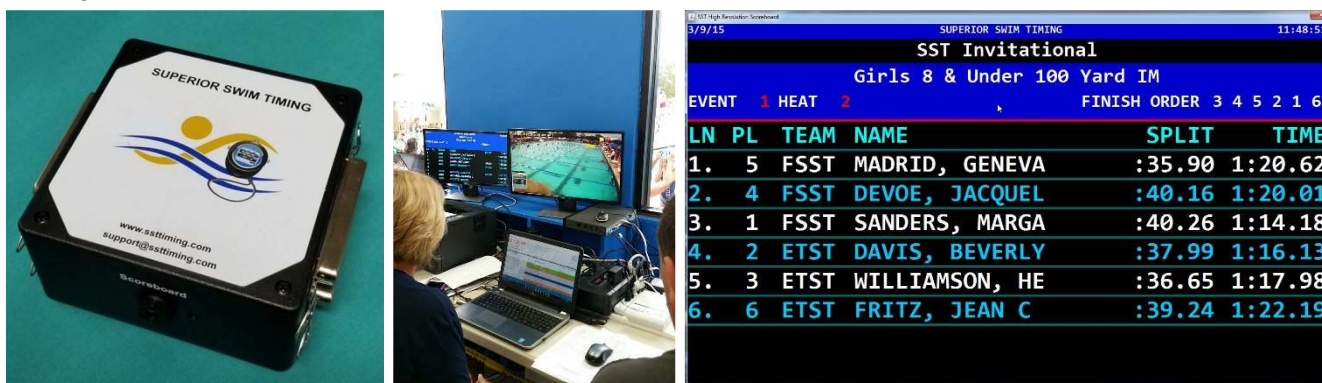 SUPERIOR SWIM TIMING
www.ssttiming.com
support@ssttiming.com
Scoreboard
SST High Resolution Scoreboard
3/9/15 SUPERIOR SWIM TIMING 11:48:5
SST Invitational
Girls 8 & Under 100 Yard IM
EVENT 1 HEAT 2 FINISH ORDER 3 4 5 2 1 6
LN PL TEAM NAME SPLIT TIME
1. 5 FSST MADRID, GENEVA :35.90 1:20.62
2. 4 FSST DEVOE, JACQUEL :40.16 1:20.01
3. 1 FSST SANDERS, MARGA :40.26 1:14.18
4. 2 ETST DAVIS, BEVERLY :37.99 1:16.13
5. 3 ETST WILLIAMSON, HE :36.65 1:17.98
6. 6 ETST FRITZ, JEAN C :39.24 1:22.19